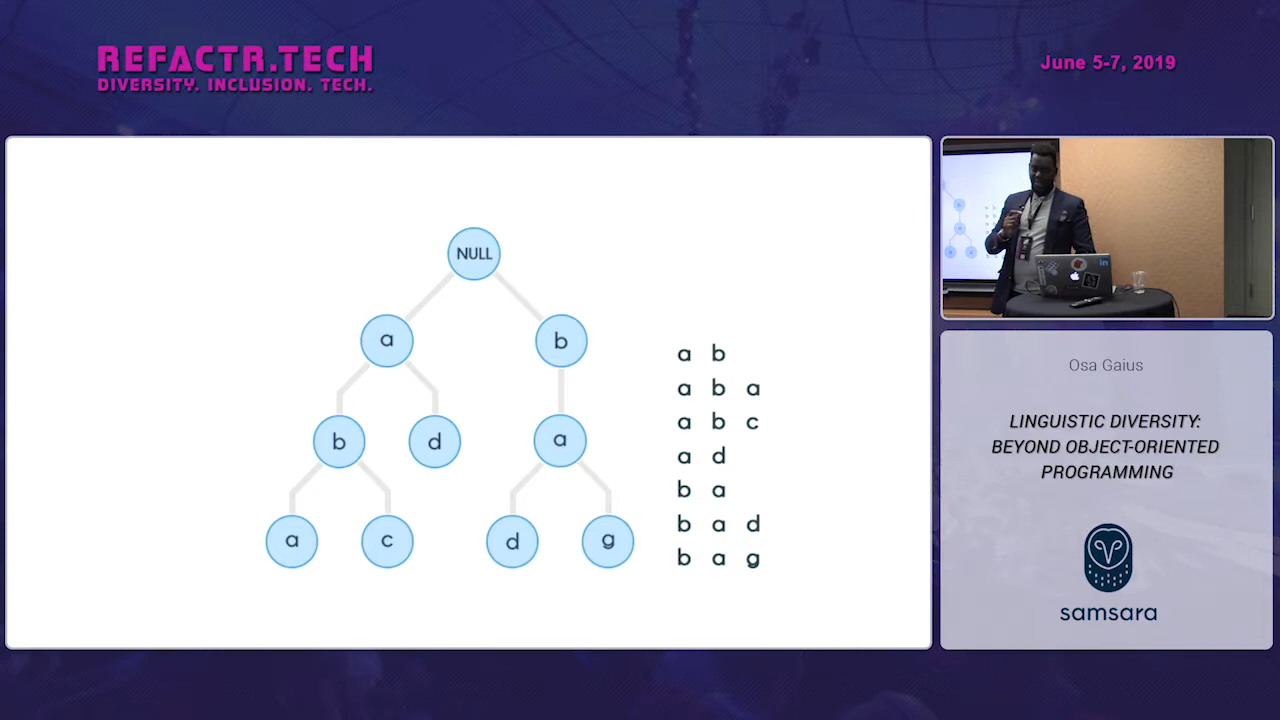 REFACTR.TECH
DIVERSITY. INCLUSION. TECH.
June 5-7, 2019
NULL
a b
b d a
a c d g
a b
a b a
a b c
a d
b a
b a d
b a g
in
Osa Gaius
LINGUISTIC DIVERSITY:
BEYOND OBJECT-ORIENTED
PROGRAMMING
samsara